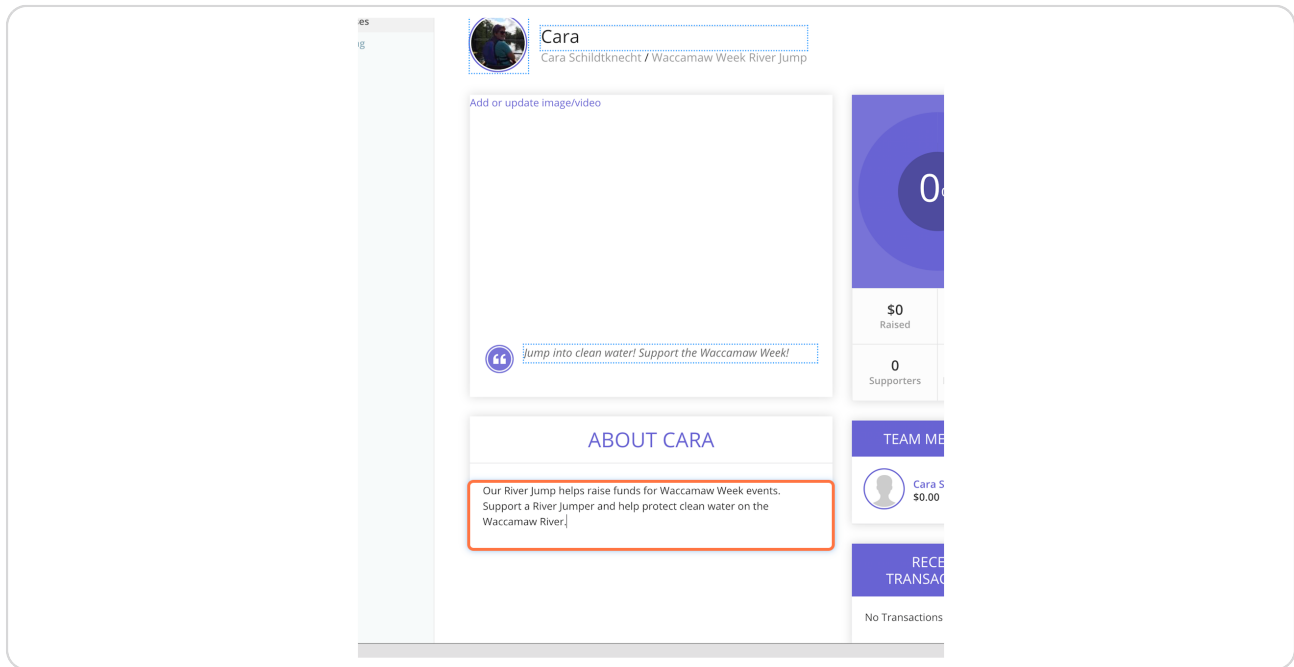 Cara
Cara Schildtknecht / Waccamaw Week River Jump
Add or update image/video
0
$0
Raised
0
Supporters
Jump into clean water! Support the Waccamaw Week!
ABOUT CARA
Our River Jump helps raise funds for Waccamaw Week events.
Support a River Jumper and help protect clean water on the
Waccamaw River.
TEAM ME
Cara S
$0.00
RECE
TRANSAC
No Transactions